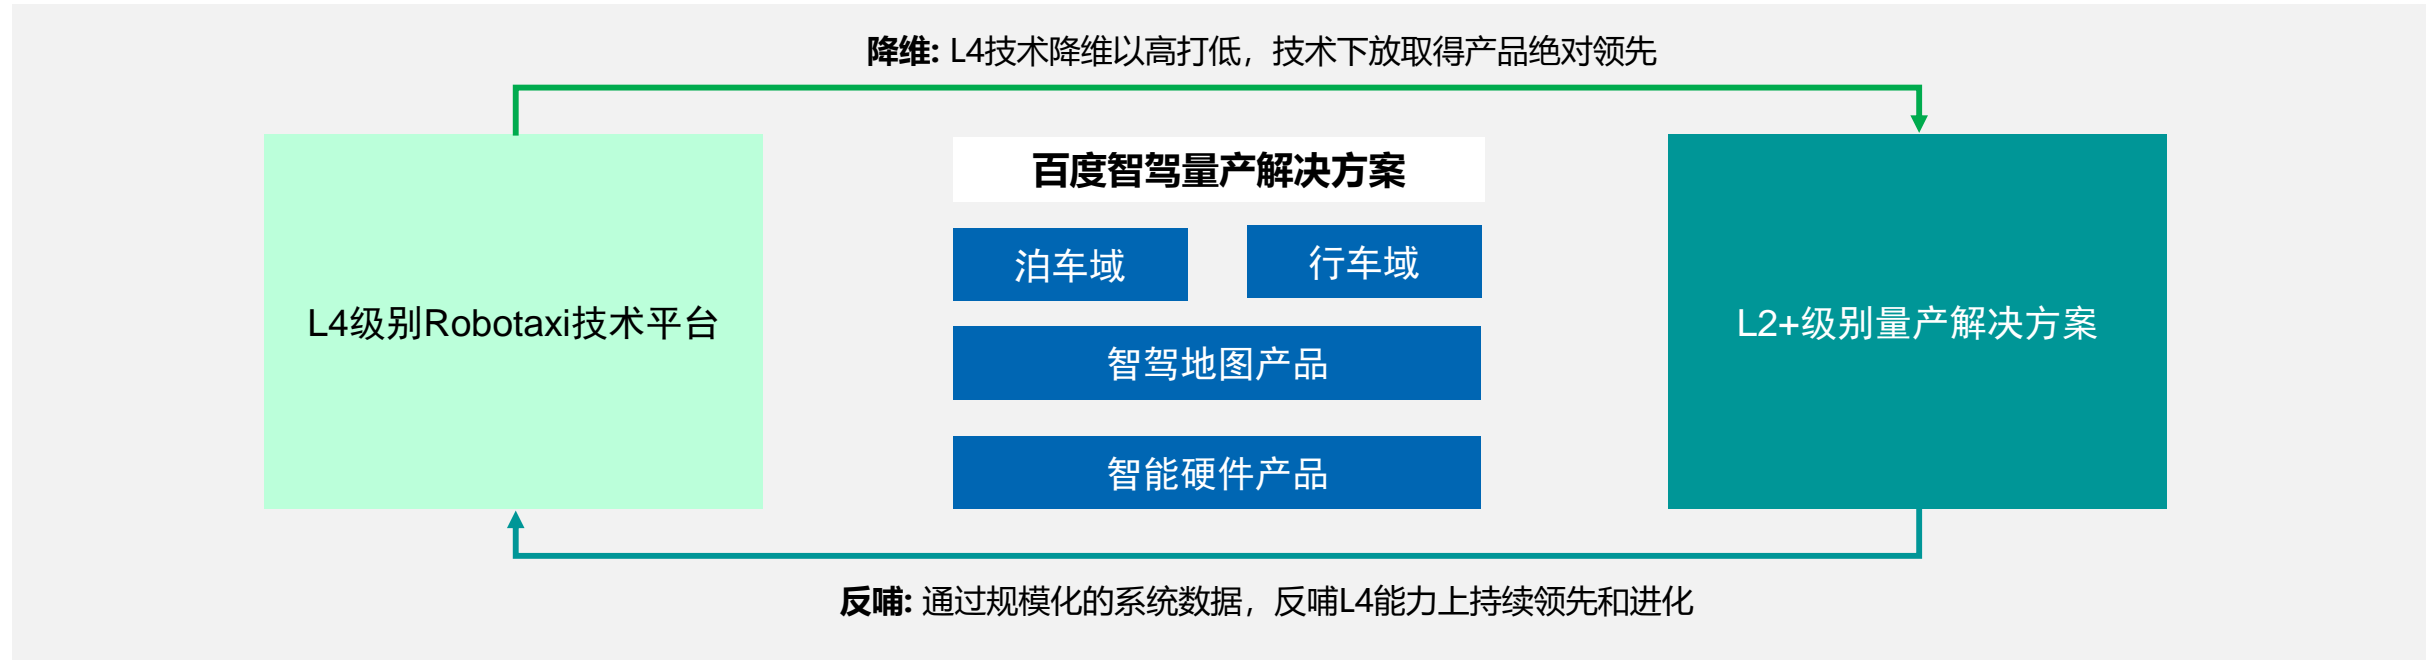 降维: L4技术降维以高打低，技术下放取得产品绝对领先
百度智驾量产解决方案
泊车域
行车域
L4级别Robotaxi技术平台
智驾地图产品
L2+级别量产解决方案
智能硬件产品
反哺: 通过规模化的系统数据，反哺L4能力上持续领先和进化